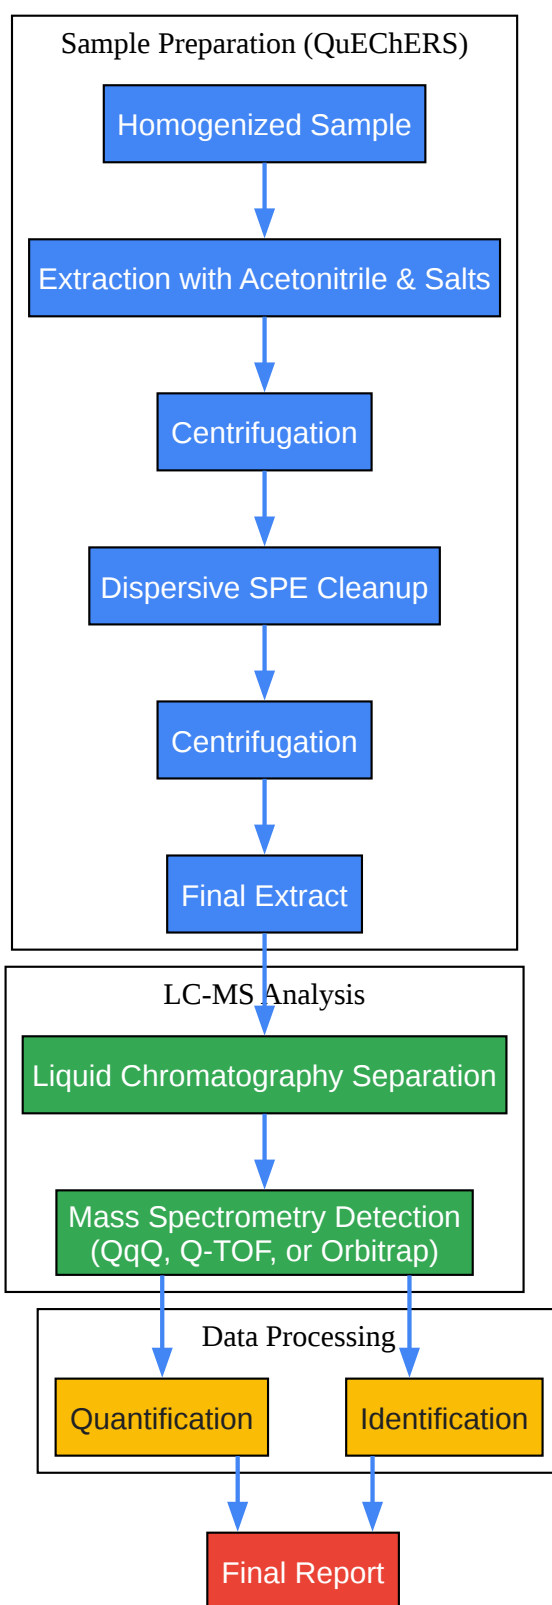 Sample Preparation (QuEChERS)
Homogenized Sample
Extraction with Acetonitrile & Salts
Centrifugation
Dispersive SPE Cleanup
Centrifugation
Final Extract
LC-MS Analysis
Liquid Chromatography Separation
Mass Spectrometry Detection
(QqQ, Q-TOF, or Orbitrap)
Data Processing
Quantification
Identification
Final Report